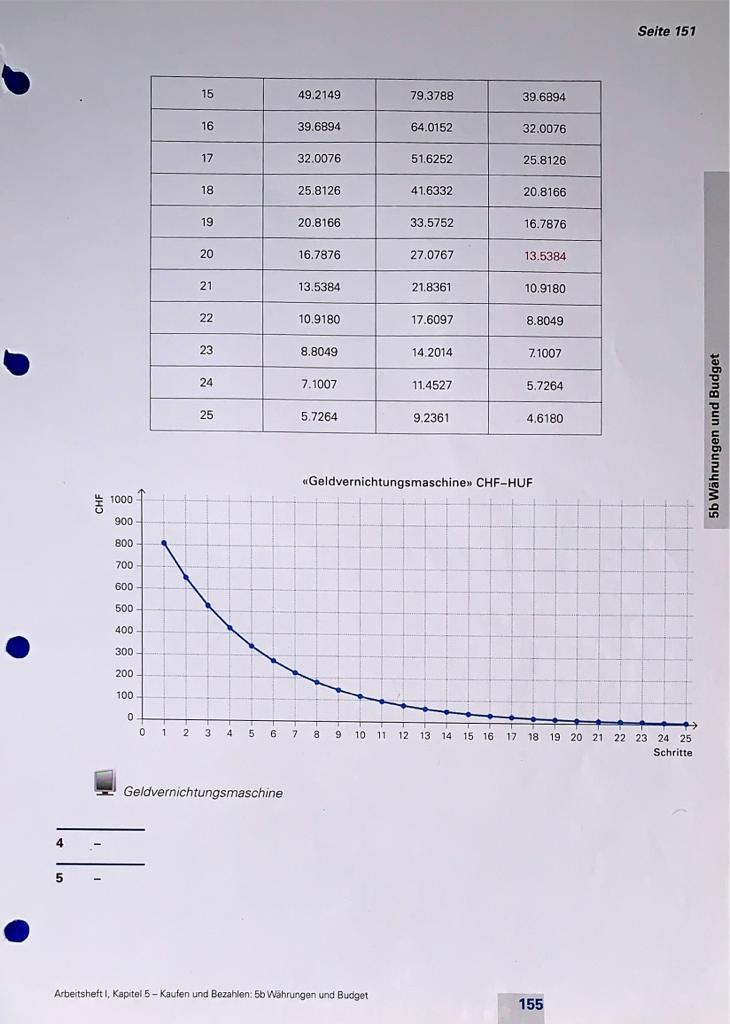 Seite 151
15 49.2149 79.3788 39.6894
16 39.6894 64.0152 32.0076
17 32.0076 51.6252 25.8126
18 25.8126 41.6332 20.8166
19 20.8166 33.5752 16.7876
20 16.7876 27.0767 13.5384
21 13.5384 21.8361 10.9180
22 10.9180 17.6097 8.8049
23 8.8049 14.2014 7.1007
24 7.1007 11.4527 5.7264
25 5.7264 9.2361 4.6180
5b Währungen und Budget
«Geldvernichtungsmaschine» CHF–HUF
CHF
1000
900
800
700
600
500
400
300
200
100
0
0 1 2 3 4 5 6 7 8 9 10 11 12 13 14 15 16 17 18 19 20 21 22 23 24 25
Schritte
Geldvernichtungsmaschine
4 –
5 –
Arbeitsheft I, Kapitel 5 – Kaufen und Bezahlen: 5b Währungen und Budget
155